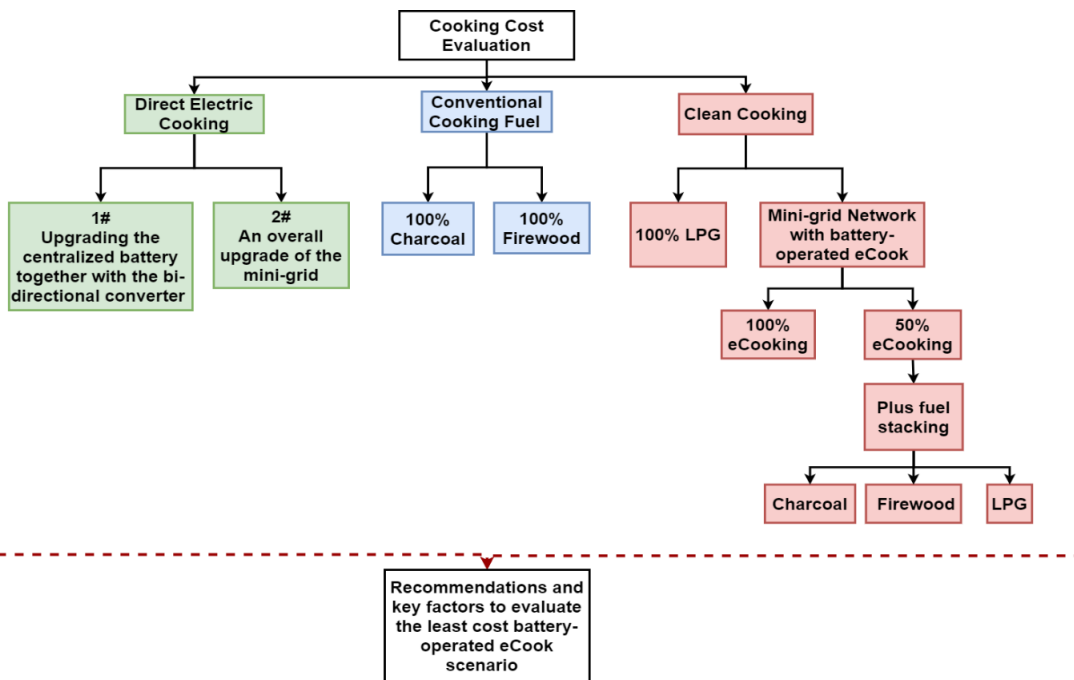 Cooking Cost
Evaluation
Direct Electric
Cooking
Conventional
Cooking Fuel
Clean Cooking
1#
Upgrading the
centralized battery
together with the bi-
directional converter
2#
An overall
upgrade of the
mini-grid
100%
Charcoal
100%
Firewood
100% LPG
Mini-grid Network
with battery-
operated eCook
100%
eCooking
50%
eCooking
Plus fuel
stacking
Charcoal
Firewood
LPG
Recommendations and
key factors to evaluate
the least cost battery-
operated eCook
scenario